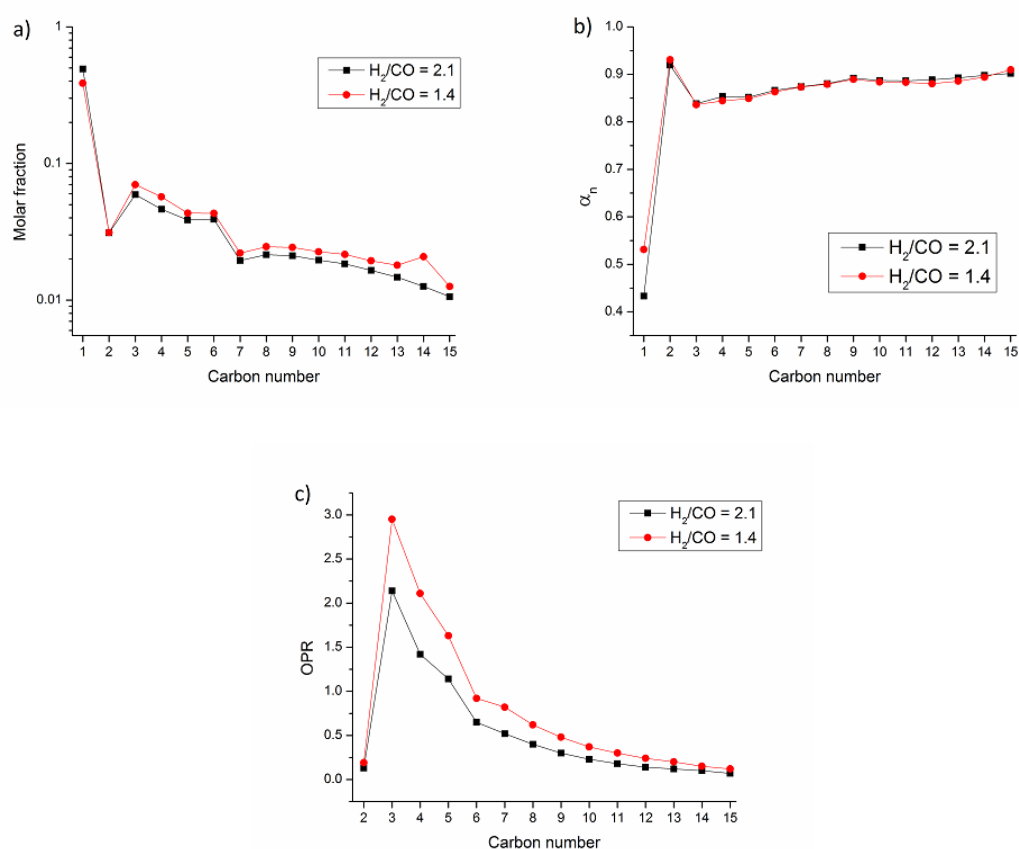 a)
1
0.1
0.01
Molar fraction
H₂/CO = 2.1
H₂/CO = 1.4
1 2 3 4 5 6 7 8 9 10 11 12 13 14 15
Carbon number
b)
1.0
0.9
0.8
0.7
0.6
0.5
0.4
αₙ
H₂/CO = 2.1
H₂/CO = 1.4
1 2 3 4 5 6 7 8 9 10 11 12 13 14 15
Carbon number
c)
3.0
2.5
2.0
1.5
1.0
0.5
0.0
OPR
H₂/CO = 2.1
H₂/CO = 1.4
2 3 4 5 6 7 8 9 10 11 12 13 14 15
Carbon number